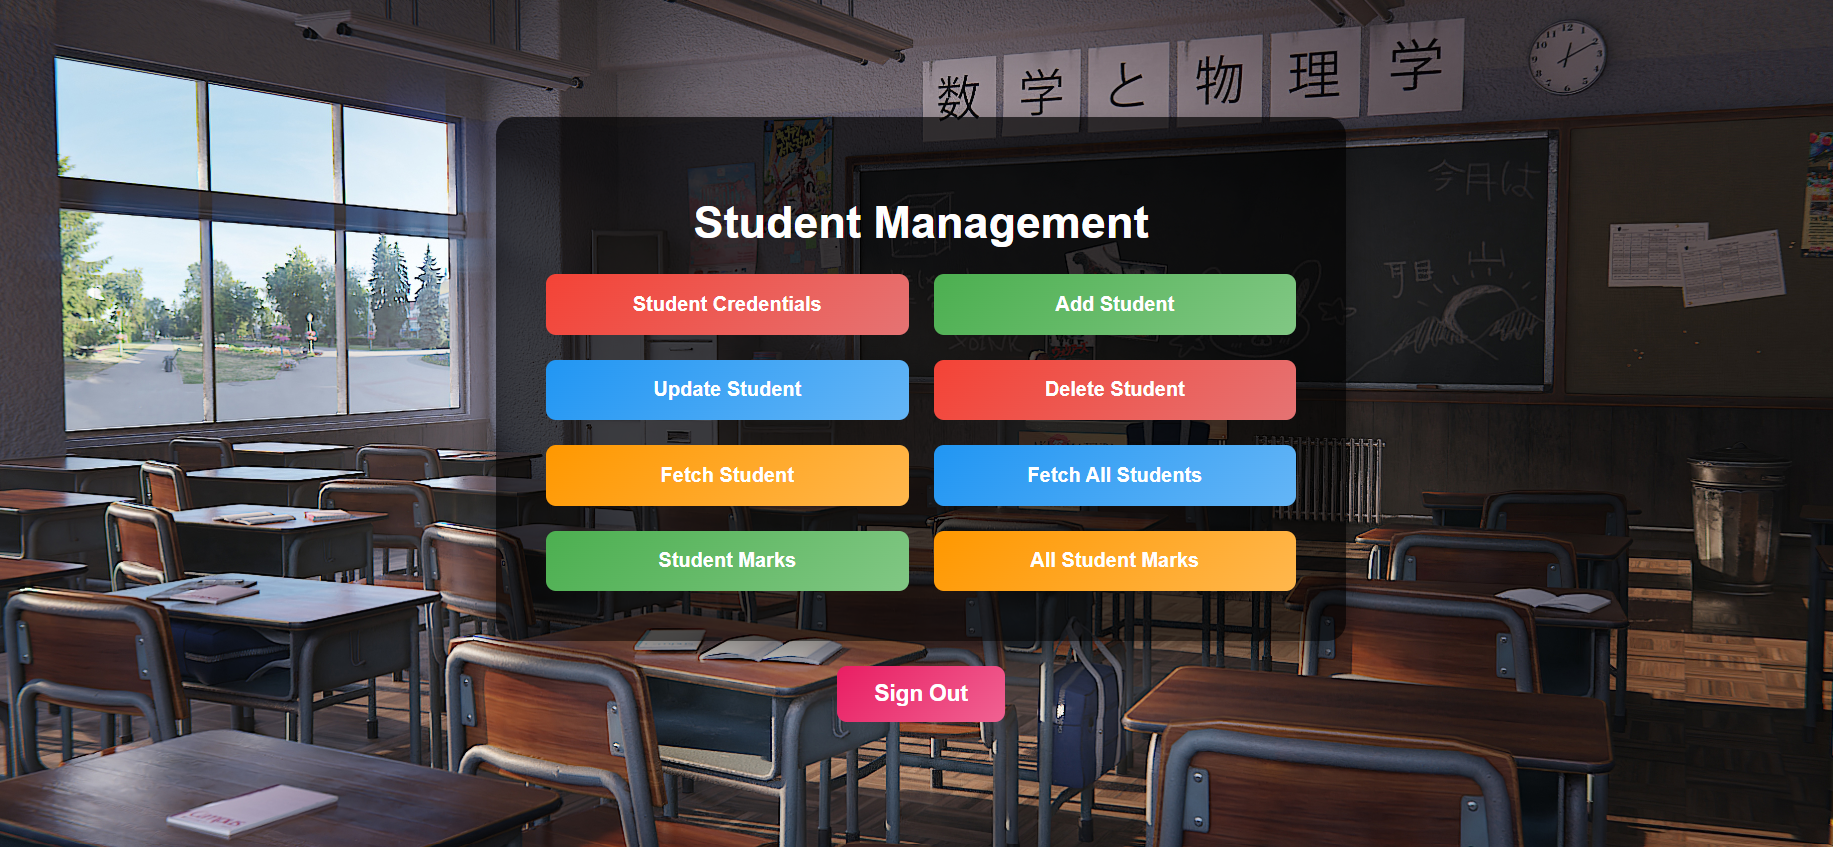 数学と物理学
今月は
Student Management
Student Credentials
Add Student
Update Student
Delete Student
Fetch Student
Fetch All Students
Student Marks
All Student Marks
Sign Out